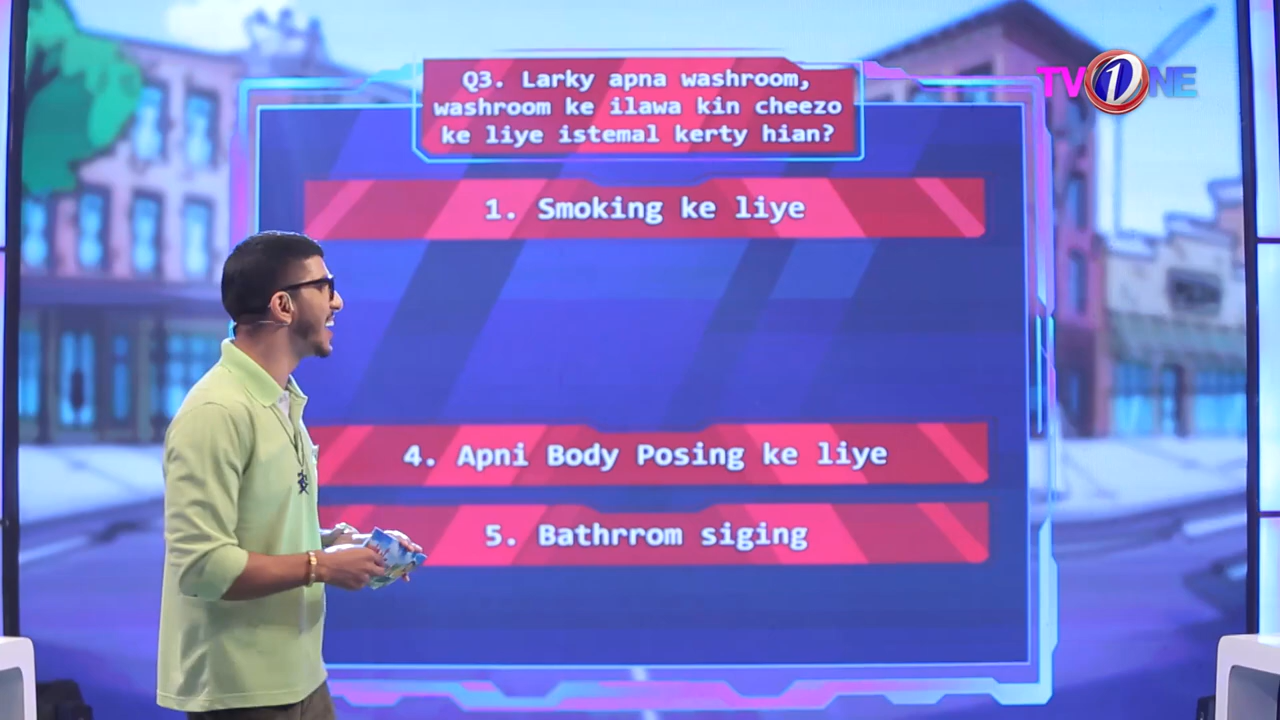 Q3. Larky apna washroom,
washroom ke ilawa kin cheezo
ke liye istemal kerty hian?
TV ONE
1. Smoking ke liye
4. Apni Body Posing ke liye
5. Bathrrom siging